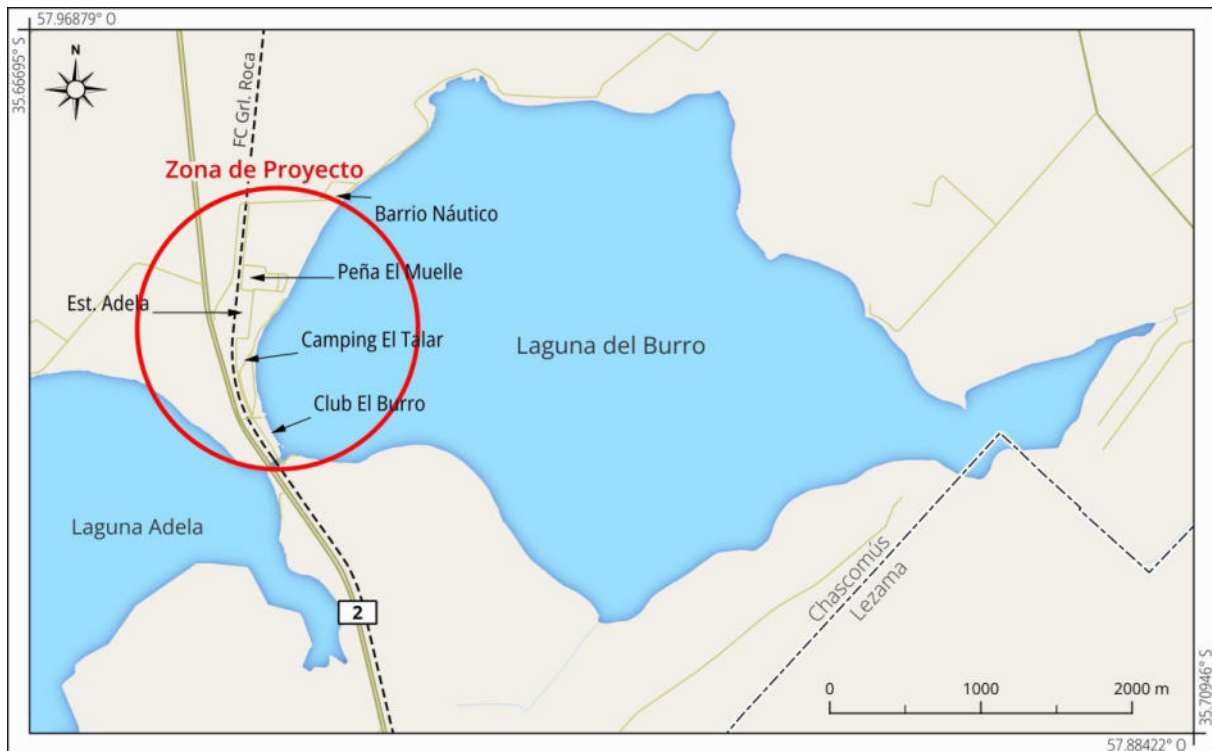 57.96879° O
35.66695° S
N
FC Grl. Roca
Zona de Proyecto
Barrio Náutico
Peña El Muelle
Est. Adela
Camping El Talar
Laguna del Burro
Club El Burro
Laguna Adela
Chascomús
Lezama
2
0 1000 2000 m
35.70946° S
57.88422° O